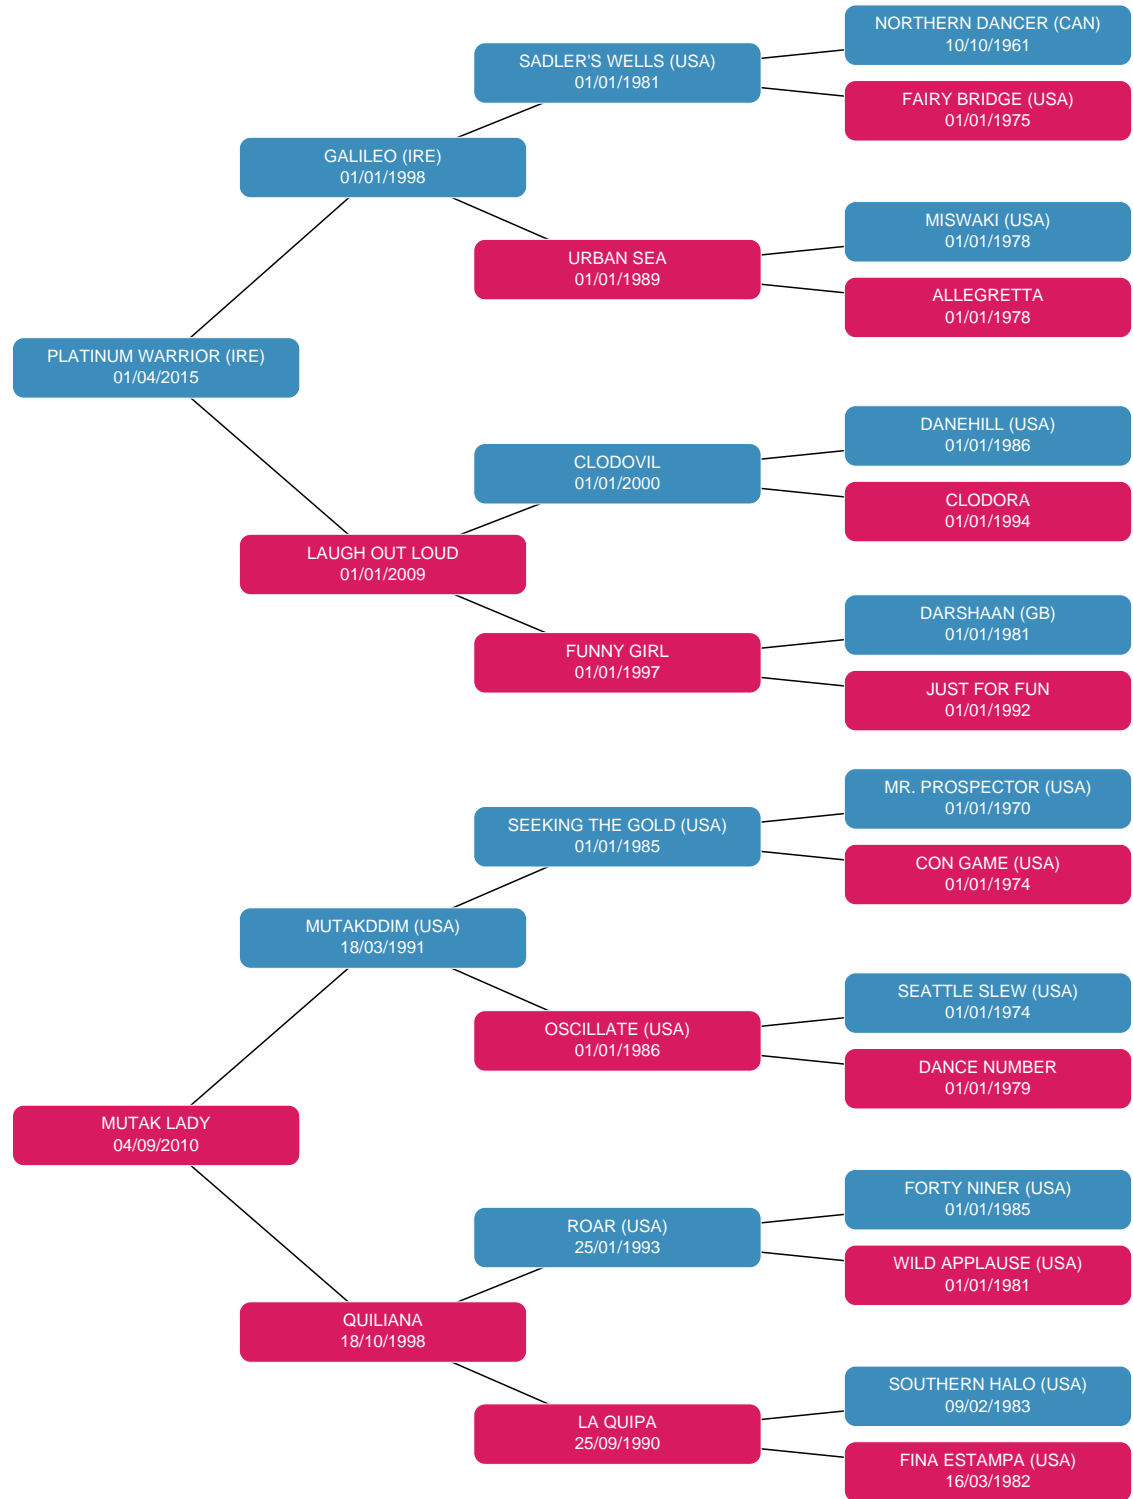 NORTHERN DANCER (CAN)
10/10/1961
SADLER'S WELLS (USA)
01/01/1981
FAIRY BRIDGE (USA)
01/01/1975
GALILEO (IRE)
01/01/1998
MISWAKI (USA)
01/01/1978
URBAN SEA
01/01/1989
ALLEGRETTA
01/01/1978
PLATINUM WARRIOR (IRE)
01/04/2015
DANEHILL (USA)
01/01/1986
CLODOVIL
01/01/2000
CLODORA
01/01/1994
LAUGH OUT LOUD
01/01/2009
DARSHAAN (GB)
01/01/1981
FUNNY GIRL
01/01/1997
JUST FOR FUN
01/01/1992
MR. PROSPECTOR (USA)
01/01/1970
SEEKING THE GOLD (USA)
01/01/1985
CON GAME (USA)
01/01/1974
MUTAKDDIM (USA)
18/03/1991
SEATTLE SLEW (USA)
01/01/1974
OSCILLATE (USA)
01/01/1986
DANCE NUMBER
01/01/1979
MUTAK LADY
04/09/2010
FORTY NINER (USA)
01/01/1985
ROAR (USA)
25/01/1993
WILD APPLAUSE (USA)
01/01/1981
QUILIANA
18/10/1998
SOUTHERN HALO (USA)
09/02/1983
LA QUIPA
25/09/1990
FINA ESTAMPA (USA)
16/03/1982